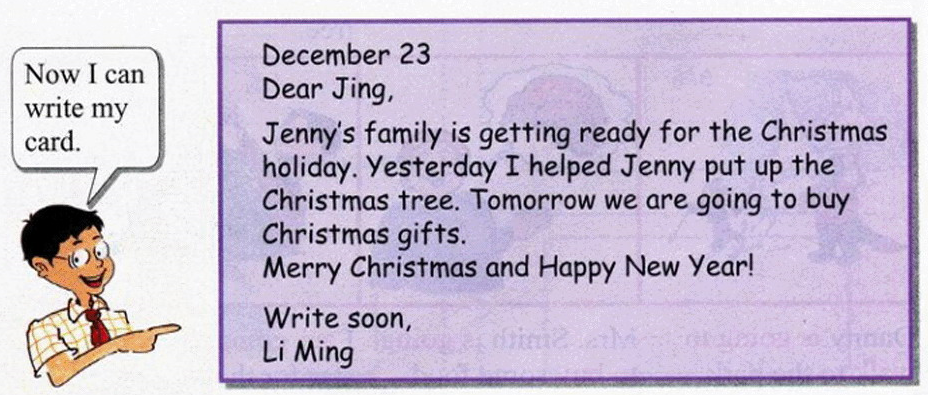 Now I can
write my
card.
December 23
Dear Jing,
Jenny's family is getting ready for the Christmas
holiday. Yesterday I helped Jenny put up the
Christmas tree. Tomorrow we are going to buy
Christmas gifts.
Merry Christmas and Happy New Year!
Write soon,
Li Ming